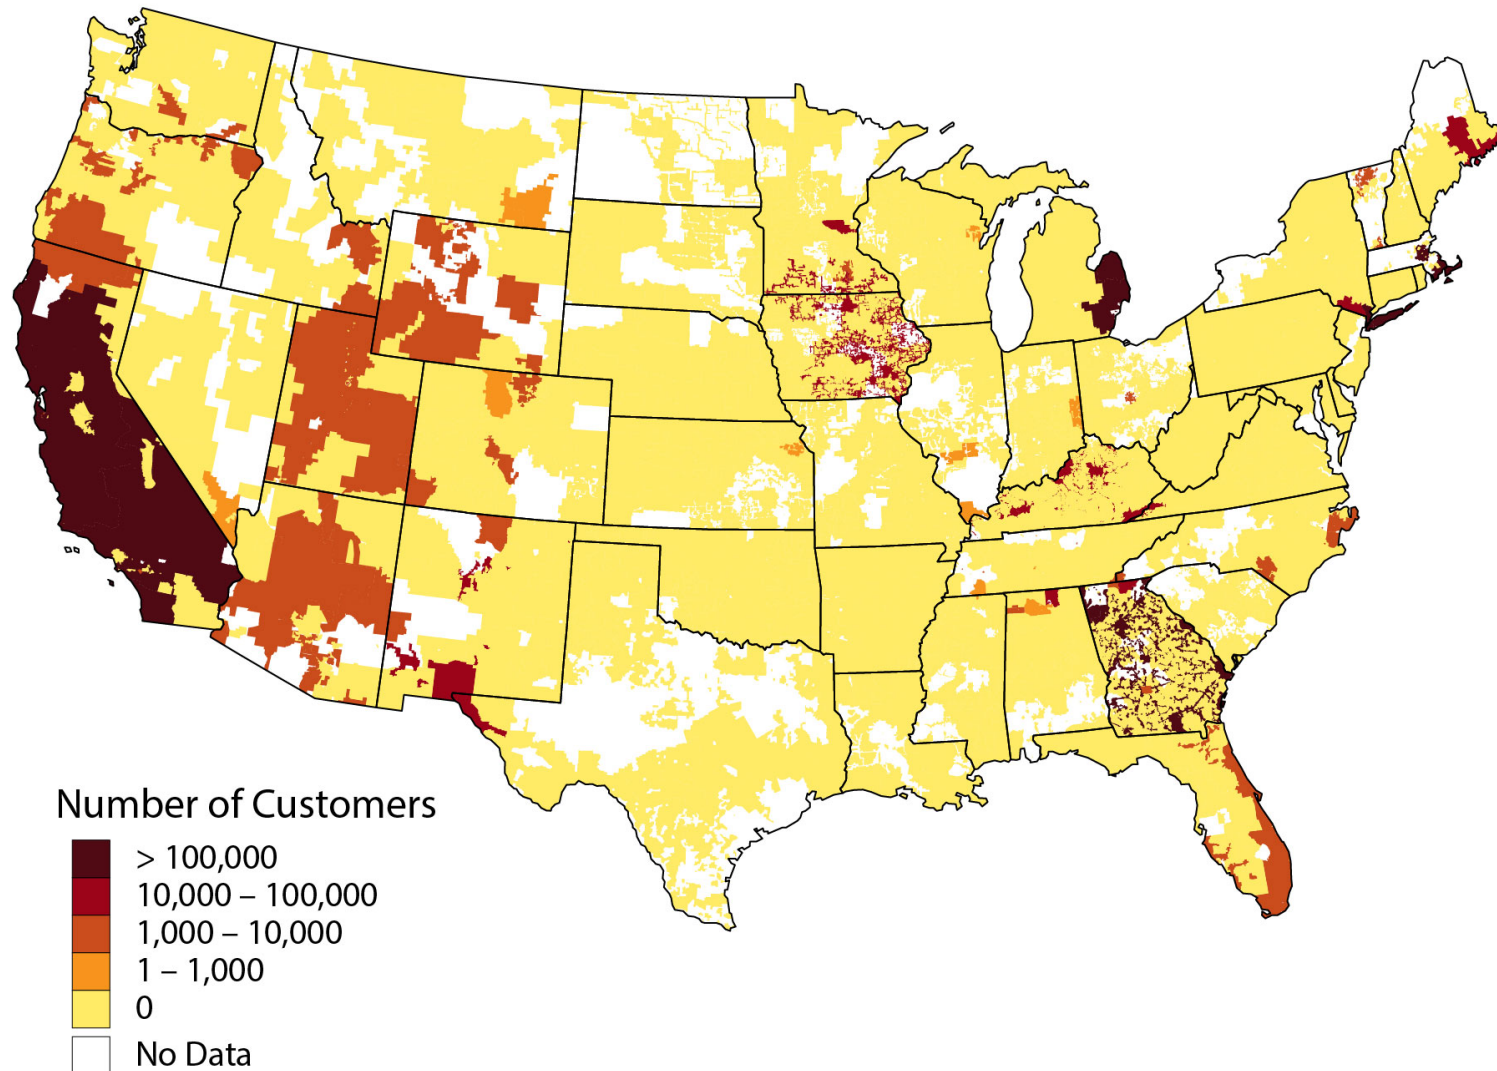 Number of Customers
> 100,000
10,000 – 100,000
1,000 – 10,000
1 – 1,000
0
No Data